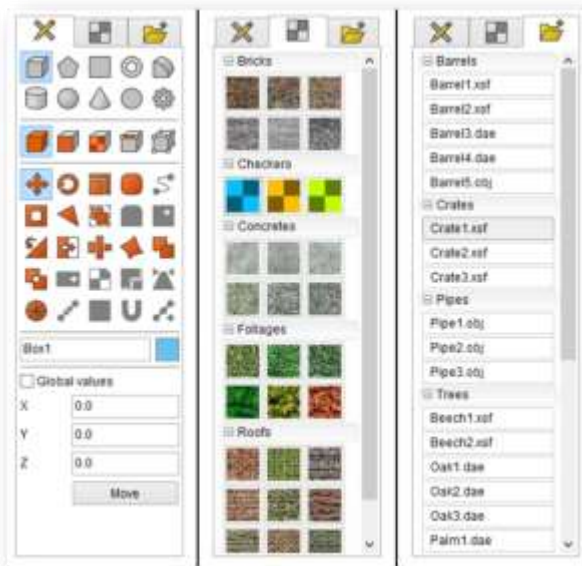 Box1
Global values
X 0.0
Y 0.0
Z 0.0
Move
Bricks
Checkers
Concretes
Foliages
Roofs
Barrels
Barrel1.xsf
Barrel2.xsf
Barrel3.dae
Barrel4.dae
Barrel5.obj
Crates
Crate1.xsf
Crate2.xsf
Crate3.xsf
Pipes
Pipe1.obj
Pipe2.obj
Pipe3.obj
Trees
Beech1.xsf
Beech2.xsf
Oak1.dae
Oak2.dae
Oak3.dae
Palm1.dae